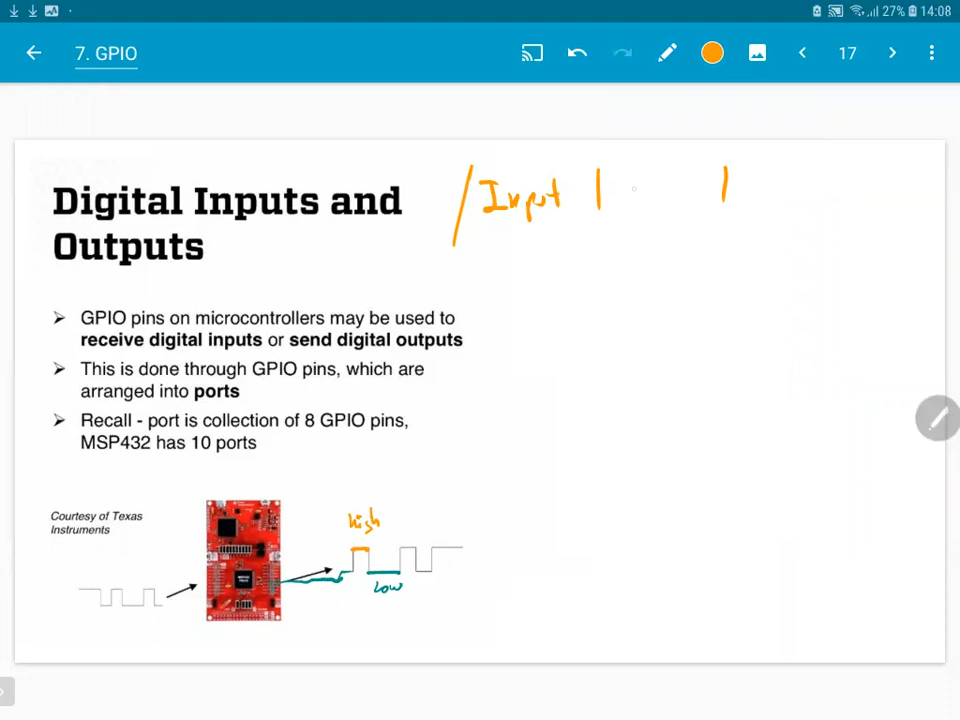 27% 14:08
7. GPIO 17
Digital Inputs and
Outputs
Input
➢ GPIO pins on microcontrollers may be used to
receive digital inputs or send digital outputs
➢ This is done through GPIO pins, which are
arranged into ports
➢ Recall - port is collection of 8 GPIO pins,
MSP432 has 10 ports
Courtesy of Texas
Instruments
high
Low